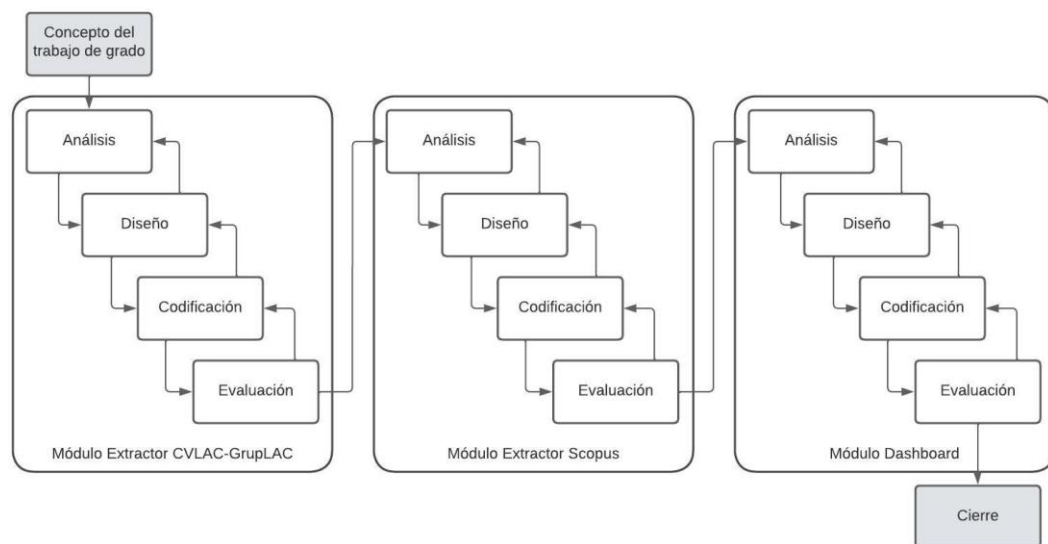 Concepto del
trabajo de grado
Análisis
Diseño
Codificación
Evaluación
Módulo Extractor CVLAC-GrupLAC
Análisis
Diseño
Codificación
Evaluación
Módulo Extractor Scopus
Análisis
Diseño
Codificación
Evaluación
Módulo Dashboard
Cierre